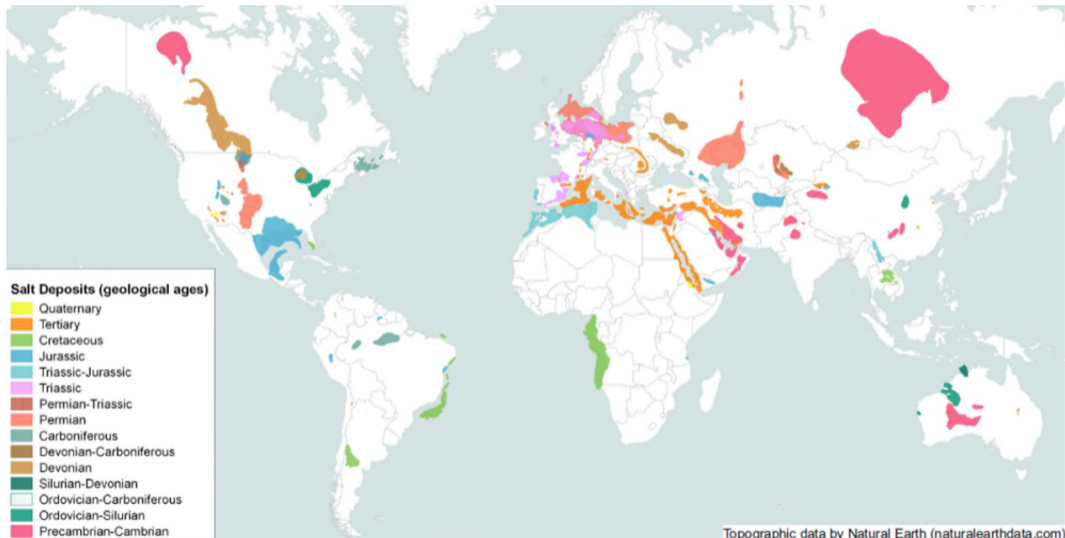 Salt Deposits (geological ages)
Quaternary
Tertiary
Cretaceous
Jurassic
Triassic-Jurassic
Triassic
Permian-Triassic
Permian
Carboniferous
Devonian-Carboniferous
Devonian
Silurian-Devonian
Ordovician-Carboniferous
Ordovician-Silurian
Precambrian-Cambrian
Topographic data by Natural Earth (naturalearthdata.com)